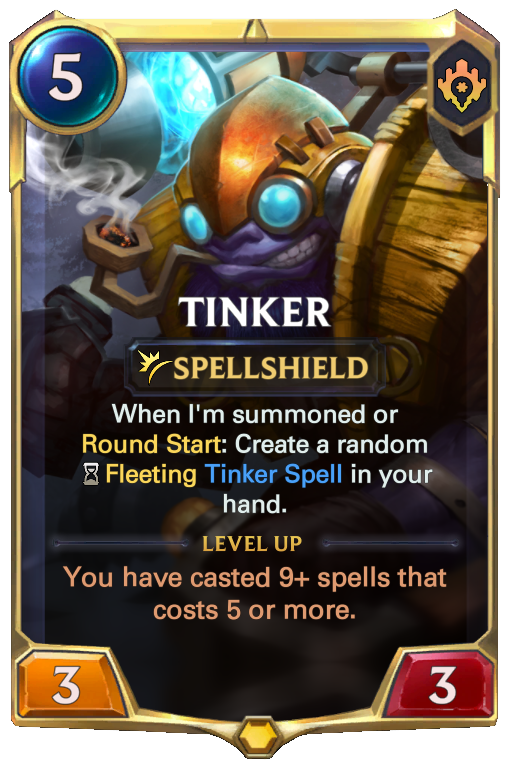 5
TINKER
SPELLSHIELD
When I'm summoned or
Round Start: Create a random
Fleeting Tinker Spell in your
hand.
LEVEL UP
You have casted 9+ spells that
costs 5 or more.
3
3